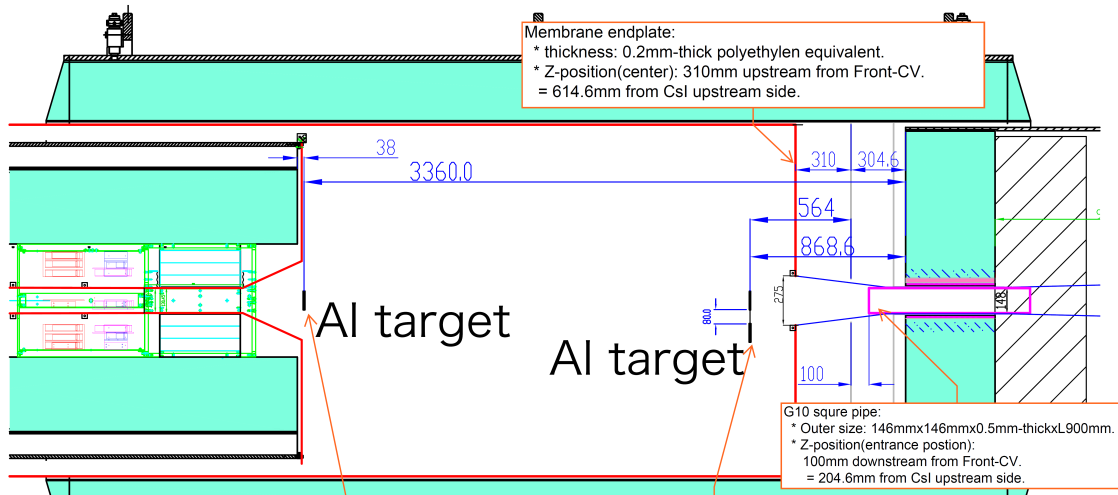 Membrane endplate:
* thickness: 0.2mm-thick polyethylen equivalent.
* Z-position(center): 310mm upstream from Front-CV.
= 614.6mm from CsI upstream side.
38
3360.0
310
304.6
564
868.6
275
80.0
148
Al target
Al target
100
G10 squre pipe:
* Outer size: 146mmx146mmx0.5mm-thickxL900mm.
* Z-position(entrance postion):
100mm downstream from Front-CV.
= 204.6mm from CsI upstream side.